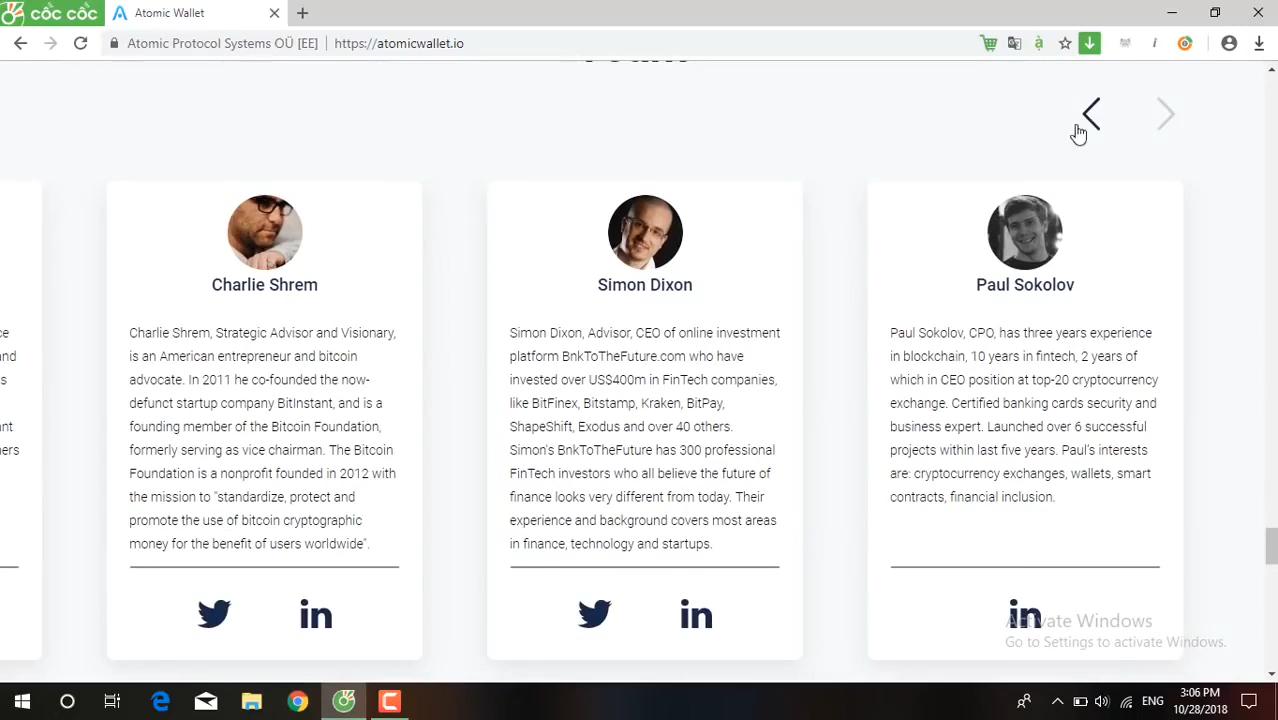 cốc cốc
Atomic Wallet
Atomic Protocol Systems OÜ [EE] https://atomicwallet.io
Charlie Shrem
Charlie Shrem, Strategic Advisor and Visionary,
is an American entrepreneur and bitcoin
advocate. In 2011 he co-founded the now-
defunct startup company BitInstant, and is a
founding member of the Bitcoin Foundation,
formerly serving as vice chairman. The Bitcoin
Foundation is a nonprofit founded in 2012 with
the mission to "standardize, protect and
promote the use of bitcoin cryptographic
money for the benefit of users worldwide".
Simon Dixon
Simon Dixon, Advisor, CEO of online investment
platform BnkToTheFuture.com who have
invested over US$400m in FinTech companies,
like BitFinex, Bitstamp, Kraken, BitPay,
ShapeShift, Exodus and over 40 others.
Simon's BnkToTheFuture has 300 professional
FinTech investors who all believe the future of
finance looks very different from today. Their
experience and background covers most areas
in finance, technology and startups.
Paul Sokolov
Paul Sokolov, CPO, has three years experience
in blockchain, 10 years in fintech, 2 years of
which in CEO position at top-20 cryptocurrency
exchange. Certified banking cards security and
business expert. Launched over 6 successful
projects within last five years. Paul's interests
are: cryptocurrency exchanges, wallets, smart
contracts, financial inclusion.
in
in
in
Activate Windows
Go to Settings to activate Windows.
ENG
3:06 PM
10/28/2018